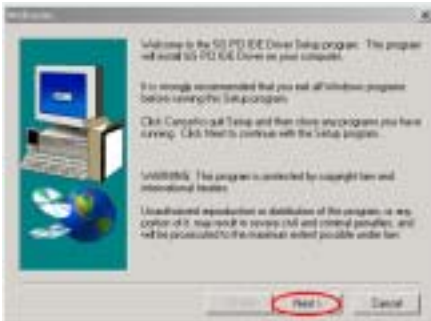 Welcome
Welcome to the SiS PCI IDE Driver Setup program. This program
will install SiS PCI IDE Driver on your computer.
It is strongly recommended that you exit all Windows programs
before running this Setup program.
Click Cancel to quit Setup and then close any programs you have
running. Click Next to continue with the Setup program.
WARNING: This program is protected by copyright law and
international treaties.
Unauthorized reproduction or distribution of this program, or any
portion of it, may result in severe civil and criminal penalties, and
will be prosecuted to the maximum extent possible under law.
Next >
Cancel